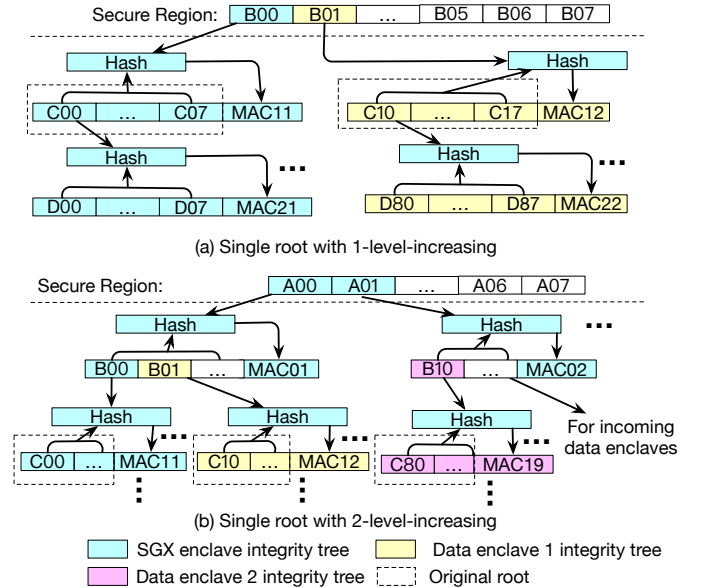 Secure Region: B00 B01 ... B05 B06 B07
Hash Hash
C00 ... C07 MAC11 C10 ... C17 MAC12
Hash ... Hash ...
D00 ... D07 MAC21 D80 ... D87 MAC22
(a) Single root with 1-level-increasing
Secure Region: A00 A01 ... A06 A07
Hash Hash ...
B00 B01 ... MAC01 B10 ... MAC02
Hash Hash Hash For incoming
data enclaves
... ... ...
C00 ... MAC11 C10 ... MAC12 C80 ... MAC19
(b) Single root with 2-level-increasing
SGX enclave integrity tree Data enclave 1 integrity tree
Data enclave 2 integrity tree Original root